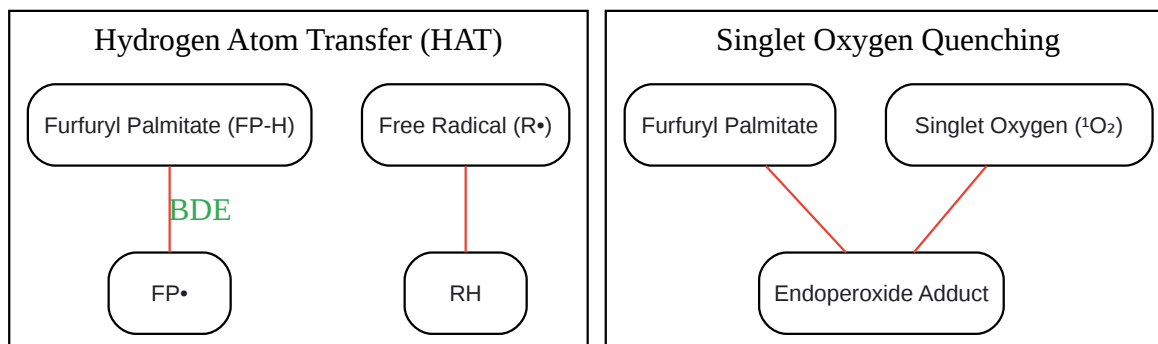 Hydrogen Atom Transfer (HAT)
Furfuryl Palmitate (FP-H)
Free Radical (R•)
BDE
FP•
RH
Singlet Oxygen Quenching
Furfuryl Palmitate
Singlet Oxygen (¹O₂)
Endoperoxide Adduct